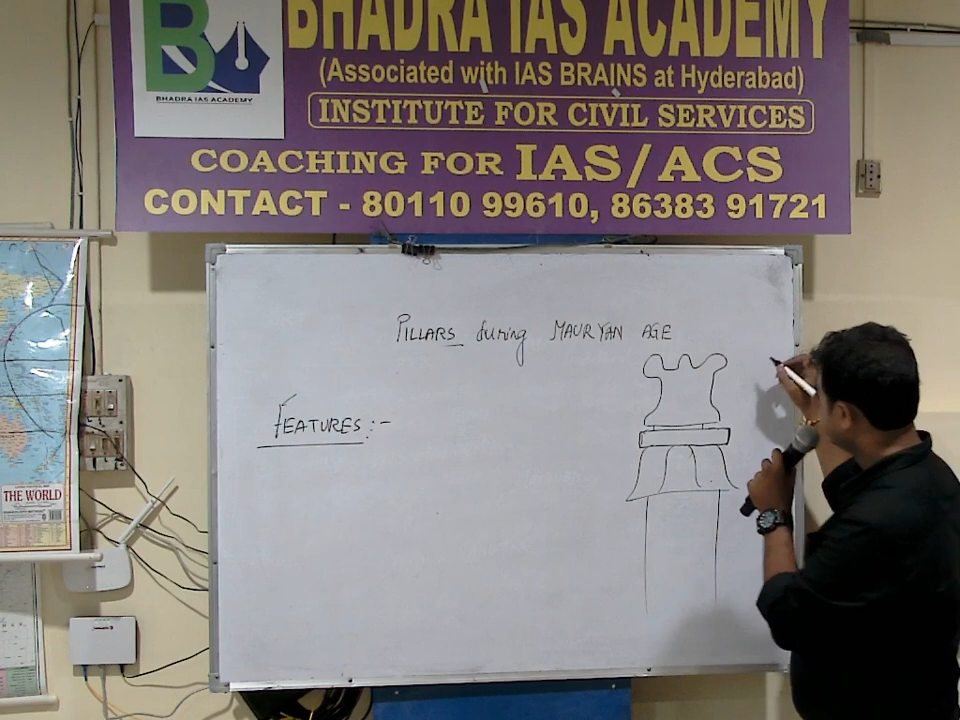 B
BHADRA IAS ACADEMY
BHADRA IAS ACADEMY
(Associated with IAS BRAINS at Hyderabad)
INSTITUTE FOR CIVIL SERVICES
COACHING FOR IAS/ACS
CONTACT - 80110 99610, 86383 91721
PILLARS during MAURYAN AGE
FEATURES:-
THE WORLD